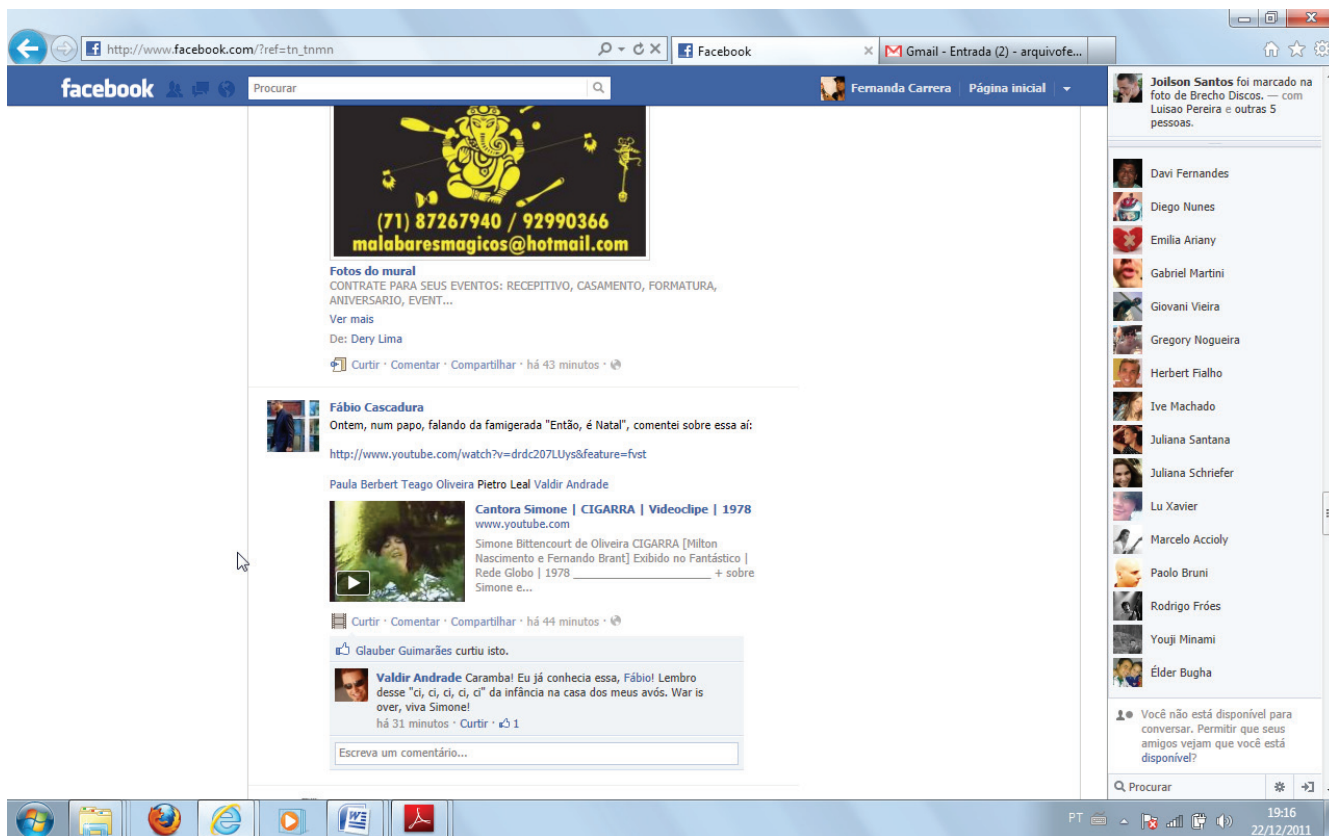 http://www.facebook.com/?ref=tn_tnmn
Facebook
Gmail - Entrada (2) - arquivofe...
facebook
Procurar
Fernanda Carrera
Página inicial
(71) 87267940 / 92990366
malabaresmagicos@hotmail.com
Fotos do mural
CONTRATE PARA SEUS EVENTOS: RECEPITIVO, CASAMENTO, FORMATURA,
ANIVERSARIO, EVENT...
Ver mais
De: Dery Lima
Curtir · Comentar · Compartilhar · há 43 minutos ·
Fábio Cascadura
Ontem, num papo, falando da famigerada "Então, é Natal", comentei sobre essa aí:
http://www.youtube.com/watch?v=drdc207LUys&feature=fvst
Paula Berbert Teago Oliveira Pietro Leal Valdir Andrade
Cantora Simone | CIGARRA | Videoclipe | 1978
www.youtube.com
Simone Bittencourt de Oliveira CIGARRA [Milton
Nascimento e Fernando Brant] Exibido no Fantástico |
Rede Globo | 1978 ______________________ + sobre
Simone e...
Curtir · Comentar · Compartilhar · há 44 minutos ·
Glauber Guimarães curtiu isto.
Valdir Andrade Caramba! Eu já conhecia essa, Fábio! Lembro
desse "ci, ci, ci, ci, ci" da infância na casa dos meus avós. War is
over, viva Simone!
há 31 minutos · Curtir · 1
Escreva um comentário...
Joilson Santos foi marcado na
foto de Brecho Discos. — com
Luisao Pereira e outras 5
pessoas.
Davi Fernandes
Diego Nunes
Emilia Ariany
Gabriel Martini
Giovani Vieira
Gregory Nogueira
Herbert Fialho
Ive Machado
Juliana Santana
Juliana Schriefer
Lu Xavier
Marcelo Accioly
Paolo Bruni
Rodrigo Fróes
Youji Minami
Élder Bugha
Você não está disponível para
conversar. Permitir que seus
amigos vejam que você está
disponível?
Procurar
PT
19:16
22/12/2011